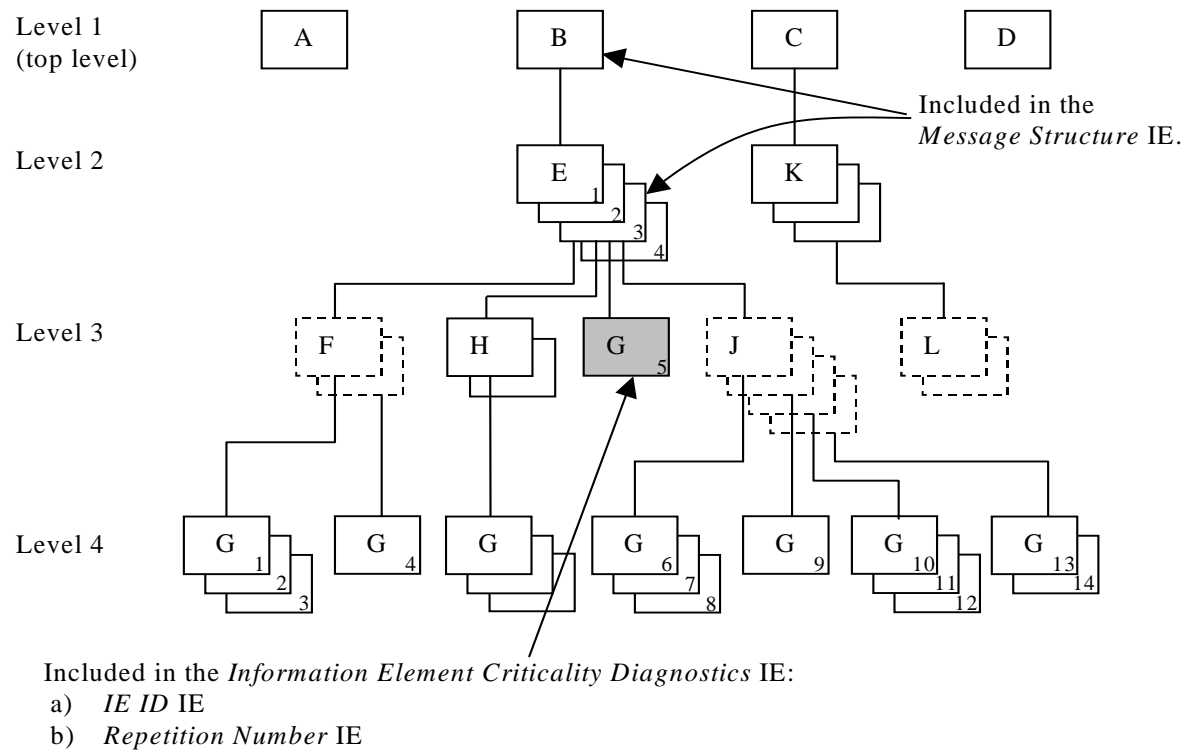 Level 1
(top level)
A
B
C
D
Included in the
Message Structure IE.
Level 2
E
1
2
3
4
K
Level 3
F
H
G
5
J
L
Level 4
G
1
2
3
G
4
G
G
6
7
8
G
9
G
10
11
12
G
13
14
Included in the Information Element Criticality Diagnostics IE:
a) IE ID IE
b) Repetition Number IE